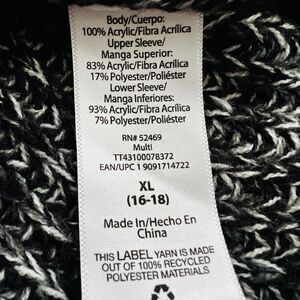 Body/Cuerpo:
100% Acrylic/Fibra Acrílica
Upper Sleeve/
Manga Superior:
83% Acrylic/Fibra Acrílica
17% Polyester/Poliéster
Lower Sleeve/
Manga Inferiores:
93% Acrylic/Fibra Acrílica
7% Polyester/Poliéster
RN# 52469
Multi
TT43100078372
EAN/UPC 1 9091714722
XL
(16-18)
Made in/Hecho En
China
THIS LABEL YARN IS MADE
OUT OF 100% RECYCLED
POLYESTER MATERIALS